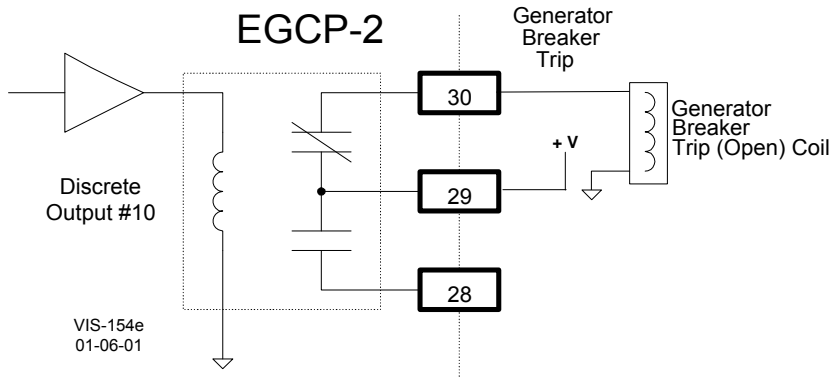 EGCP-2
Generator
Breaker
Trip
30
+ V
Generator
Breaker
Trip (Open) Coil
Discrete
Output #10
29
28
VIS-154e
01-06-01